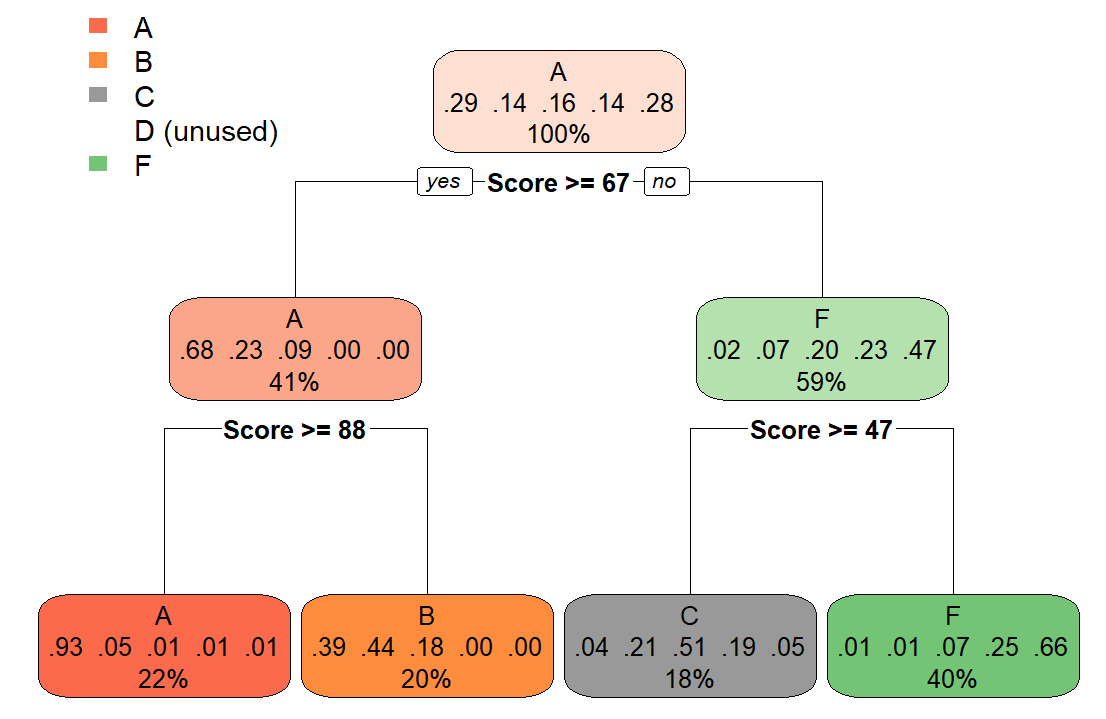 A
B
C
D (unused)
F
A
.29 .14 .16 .14 .28
100%
yes Score >= 67 no
A
.68 .23 .09 .00 .00
41%
F
.02 .07 .20 .23 .47
59%
Score >= 88
Score >= 47
A
.93 .05 .01 .01 .01
22%
B
.39 .44 .18 .00 .00
20%
C
.04 .21 .51 .19 .05
18%
F
.01 .01 .07 .25 .66
40%